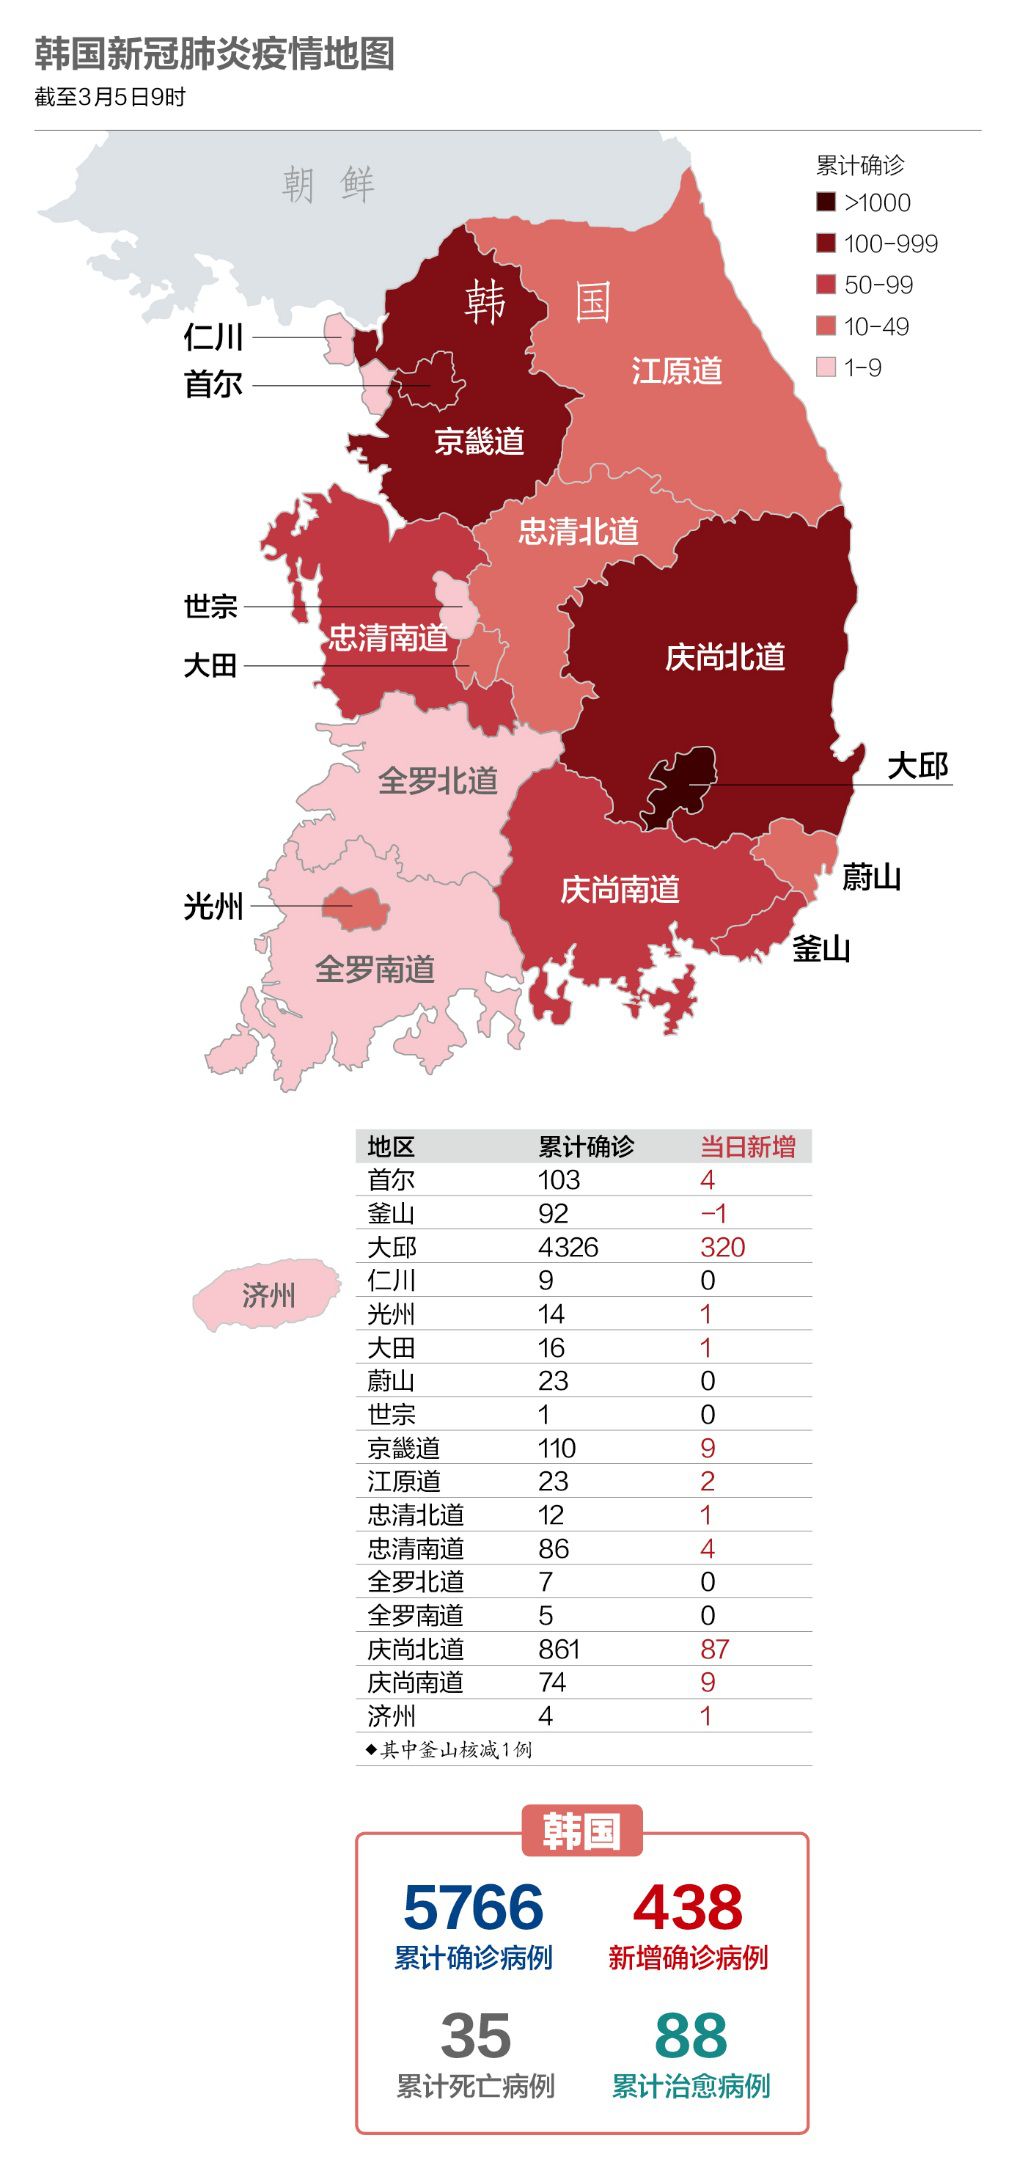 韩国新冠肺炎疫情地图
截至3月5日9时
朝鲜
累计确诊
>1000
100-999
50-99
10-49
1-9
韩国
仁川
首尔
江原道
京畿道
忠清北道
世宗
忠清南道
大田
庆尚北道
大邱
全罗北道
蔚山
庆尚南道
光州
釜山
全罗南道
济州
地区 累计确诊 当日新增
首尔 103 4
釜山 92 -1
大邱 4326 320
仁川 9 0
光州 14 1
大田 16 1
蔚山 23 0
世宗 1 0
京畿道 110 9
江原道 23 2
忠清北道 12 1
忠清南道 86 4
全罗北道 7 0
全罗南道 5 0
庆尚北道 861 87
庆尚南道 74 9
济州 4 1
◆其中釜山核减1例
韩国
5766 438
累计确诊病例 新增确诊病例
35 88
累计死亡病例 累计治愈病例